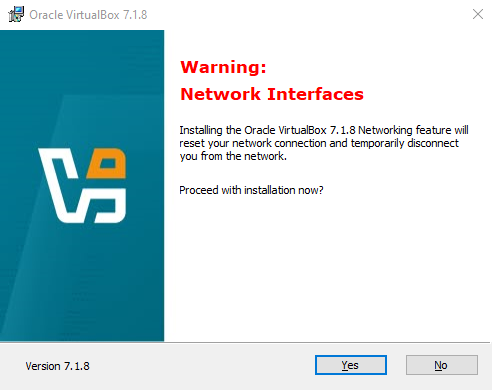 Oracle VirtualBox 7.1.8
Warning:
Network Interfaces
Installing the Oracle VirtualBox 7.1.8 Networking feature will
reset your network connection and temporarily disconnect
you from the network.
Proceed with installation now?
Version 7.1.8
Yes
No